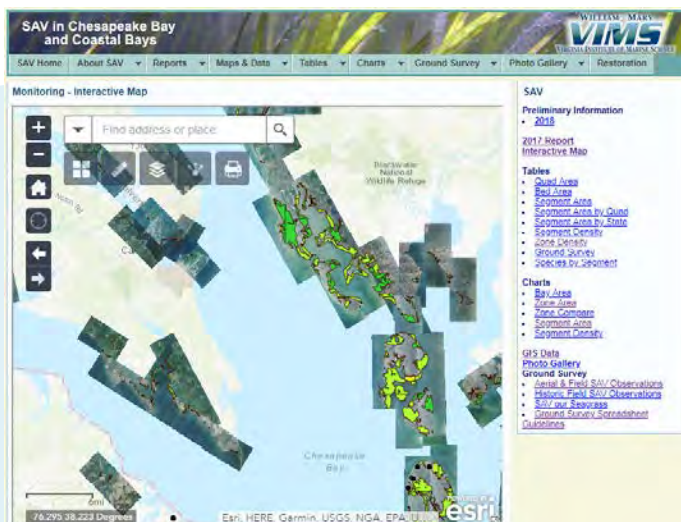 SAV in Chesapeake Bay
and Coastal Bays
WILLIAM & MARY
VIMS
VIRGINIA INSTITUTE OF MARINE SCIENCE
SAV Home About SAV Reports Maps & Data Tables Charts Ground Survey Photo Gallery Restoration
Monitoring - Interactive Map
Find address or place
Blackwater
National
Wildlife Refuge
Chesapeake
Bay
6mi
76.295 38.223 Degrees
Esri, HERE, Garmin, USGS, NGA, EPA, U...
POWERED BY
esri
SAV
Preliminary Information
2018
2017 Report
Interactive Map
Tables
Quad Area
Bed Area
Segment Area
Segment Area by Quad
Segment Area by State
Segment Density
Zone Density
Ground Survey
Species by Segment
Charts
Bay Area
Zone Area
Zone Compare
Segment Area
Segment Density
GIS Data
Photo Gallery
Ground Survey
Aerial & Field SAV Observations
Historic Field SAV Observations
SAV our Seagrass
Ground Survey Spreadsheet
Guidelines